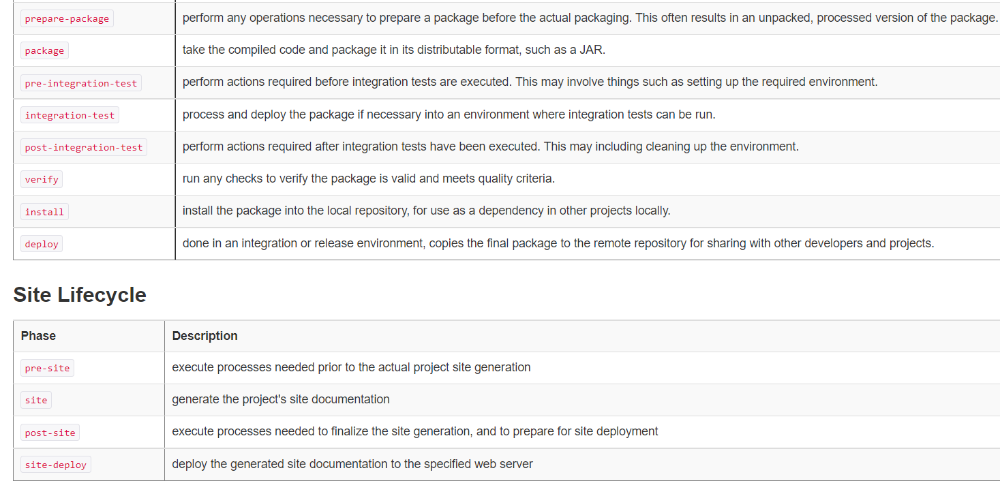 prepare-package perform any operations necessary to prepare a package before the actual packaging. This often results in an unpacked, processed version of the package.
package take the compiled code and package it in its distributable format, such as a JAR.
pre-integration-test perform actions required before integration tests are executed. This may involve things such as setting up the required environment.
integration-test process and deploy the package if necessary into an environment where integration tests can be run.
post-integration-test perform actions required after integration tests have been executed. This may including cleaning up the environment.
verify run any checks to verify the package is valid and meets quality criteria.
install install the package into the local repository, for use as a dependency in other projects locally.
deploy done in an integration or release environment, copies the final package to the remote repository for sharing with other developers and projects.
Site Lifecycle
Phase Description
pre-site execute processes needed prior to the actual project site generation
site generate the project's site documentation
post-site execute processes needed to finalize the site generation, and to prepare for site deployment
site-deploy deploy the generated site documentation to the specified web server